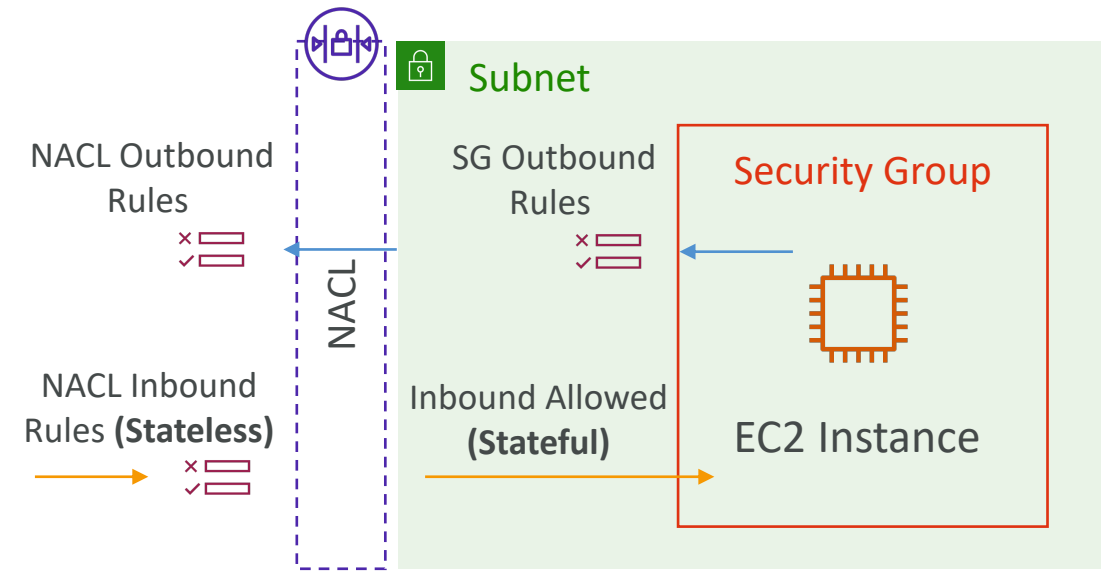 Subnet
NACL Outbound
Rules
SG Outbound
Rules
Security Group
NACL
NACL Inbound
Rules (Stateless)
Inbound Allowed
(Stateful)
EC2 Instance